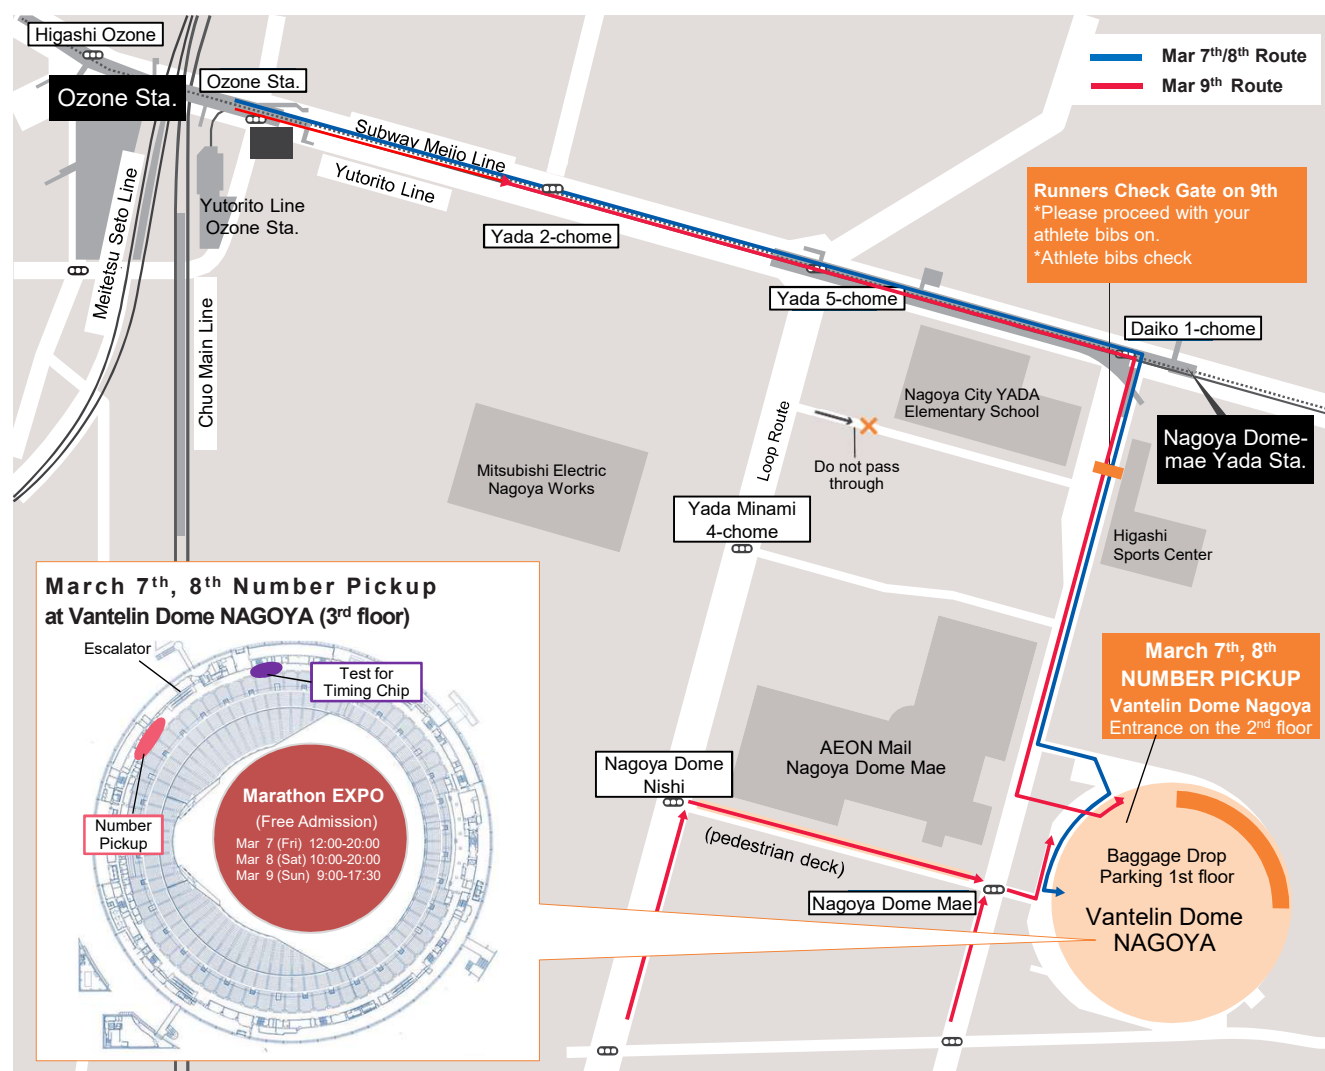 Higashi Ozone
Ozone Sta.
Ozone Sta.
Mar 7th/8th Route
Mar 9th Route
Subway Meijo Line
Yutorito Line
Yutorito Line
Ozone Sta.
Meitetsu Seto Line
Chuo Main Line
Yada 2-chome
Yada 5-chome
Runners Check Gate on 9th
*Please proceed with your
athlete bibs on.
*Athlete bibs check
Daiko 1-chome
Nagoya City YADA
Elementary School
Nagoya Dome-
mae Yada Sta.
Loop Route
Do not pass
through
Mitsubishi Electric
Nagoya Works
Yada Minami
4-chome
Higashi
Sports Center
March 7th, 8th Number Pickup
at Vantelin Dome NAGOYA (3rd floor)
Escalator
Test for
Timing Chip
Number
Pickup
Marathon EXPO
(Free Admission)
Mar 7 (Fri) 12:00-20:00
Mar 8 (Sat) 10:00-20:00
Mar 9 (Sun) 9:00-17:30
March 7th, 8th
NUMBER PICKUP
Vantelin Dome Nagoya
Entrance on the 2nd floor
AEON Mail
Nagoya Dome Mae
Nagoya Dome
Nishi
(pedestrian deck)
Nagoya Dome Mae
Baggage Drop
Parking 1st floor
Vantelin Dome
NAGOYA